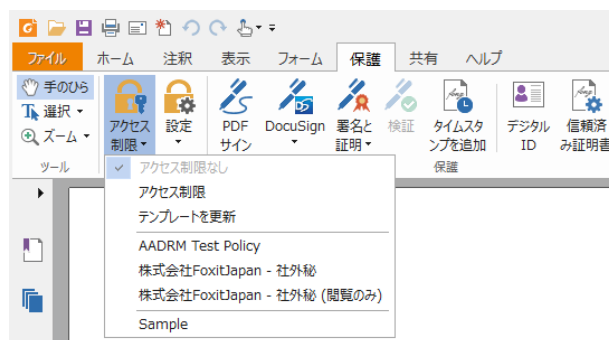 ファイル ホーム 注釈 表示 フォーム 保護 共有 ヘルプ
手のひら
選択
ズーム
ツール
アクセス
制限
設定
PDF
サイン
DocuSign
署名と
証明
検証
タイムスタ
ンプを追加
デジタル
ID
信頼済
み証明書
保護
アクセス制限なし
アクセス制限
テンプレートを更新
AADRM Test Policy
株式会社FoxitJapan - 社外秘
株式会社FoxitJapan - 社外秘 (閲覧のみ)
Sample